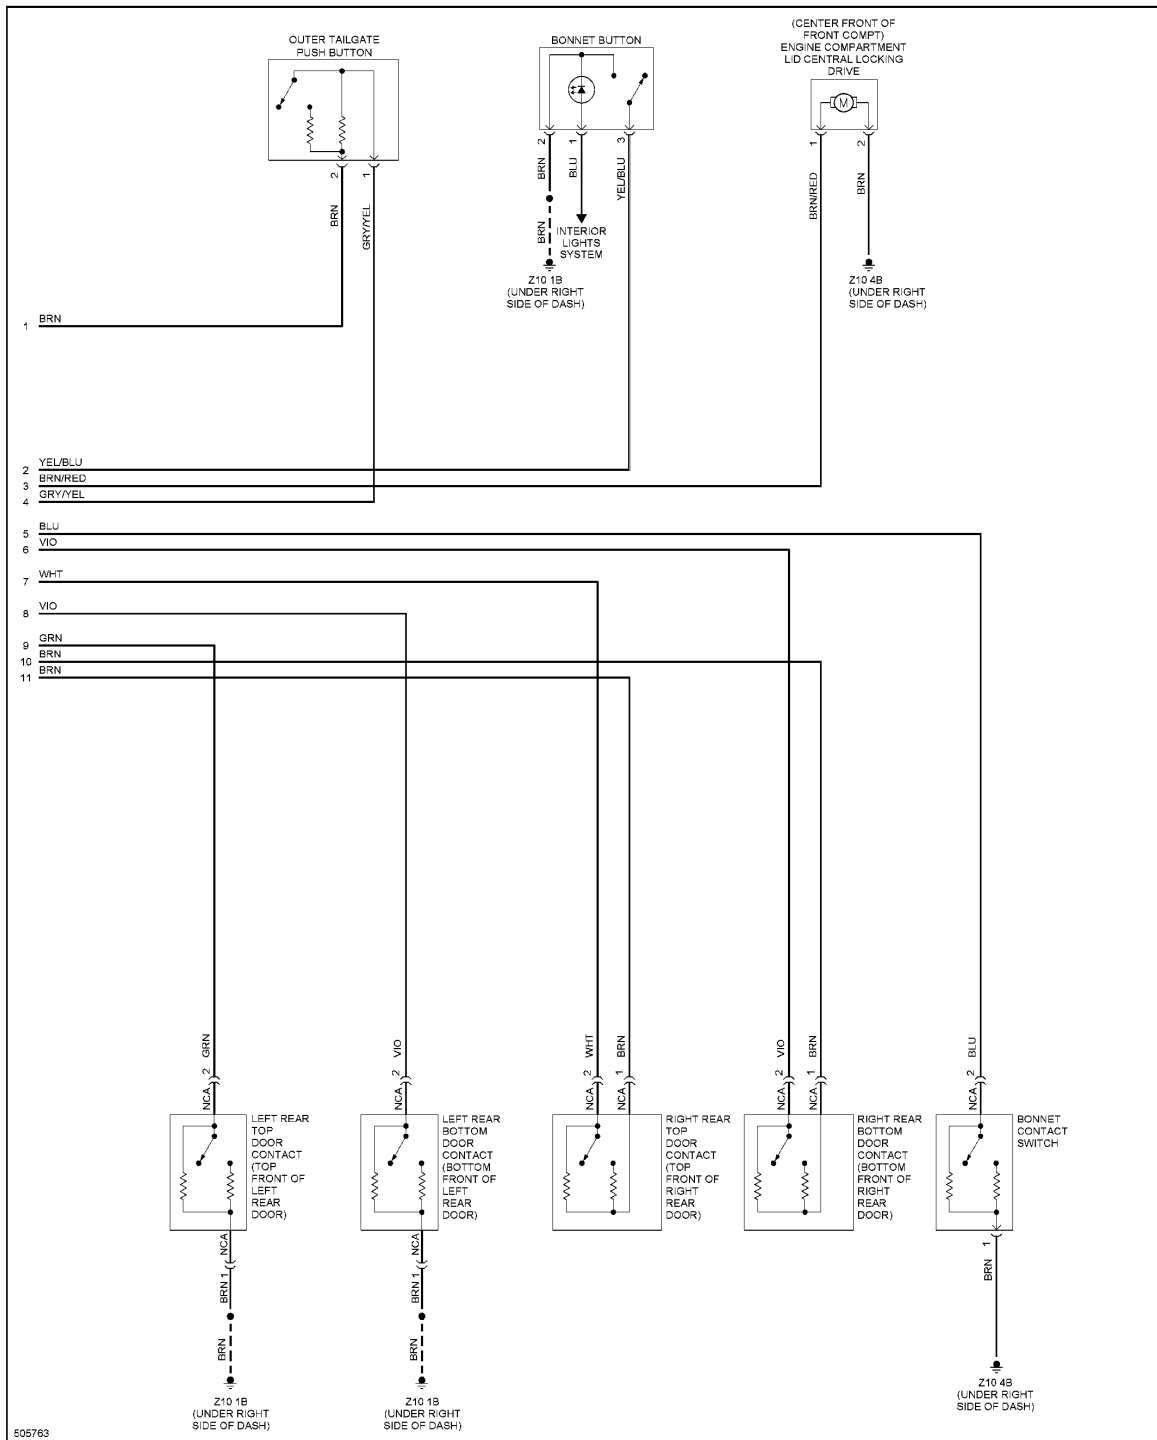 OUTER TAILGATE
PUSH BUTTON
2
1
BRN
GRY/YEL
BONNET BUTTON
2
1
3
BRN
BLU
YEL/BLU
BRN
INTERIOR
LIGHTS
SYSTEM
Z10 1B
(UNDER RIGHT
SIDE OF DASH)
(CENTER FRONT OF
FRONT COMPT)
ENGINE COMPARTMENT
LID CENTRAL LOCKING
DRIVE
M
1
2
BRN/RED
BRN
Z10 4B
(UNDER RIGHT
SIDE OF DASH)
1 BRN
2 YEL/BLU
3 BRN/RED
4 GRY/YEL
5 BLU
6 VIO
7 WHT
8 VIO
9 GRN
10 BRN
11 BRN
GRN
2
NCA
LEFT REAR
TOP
DOOR
CONTACT
(TOP
FRONT OF
LEFT
REAR
DOOR)
NCA
BRN 1
BRN
Z10 1B
(UNDER RIGHT
SIDE OF DASH)
VIO
2
NCA
LEFT REAR
BOTTOM
DOOR
CONTACT
(BOTTOM
FRONT OF
LEFT
REAR
DOOR)
NCA
BRN 1
BRN
Z10 1B
(UNDER RIGHT
SIDE OF DASH)
WHT
BRN
2
1
NCA
NCA
RIGHT REAR
TOP
DOOR
CONTACT
(TOP
FRONT OF
RIGHT
REAR
DOOR)
VIO
BRN
2
1
NCA
NCA
RIGHT REAR
BOTTOM
DOOR
CONTACT
(BOTTOM
FRONT OF
RIGHT
REAR
DOOR)
BLU
2
NCA
BONNET
CONTACT
SWITCH
1
BRN
Z10 4B
(UNDER RIGHT
SIDE OF DASH)
505763